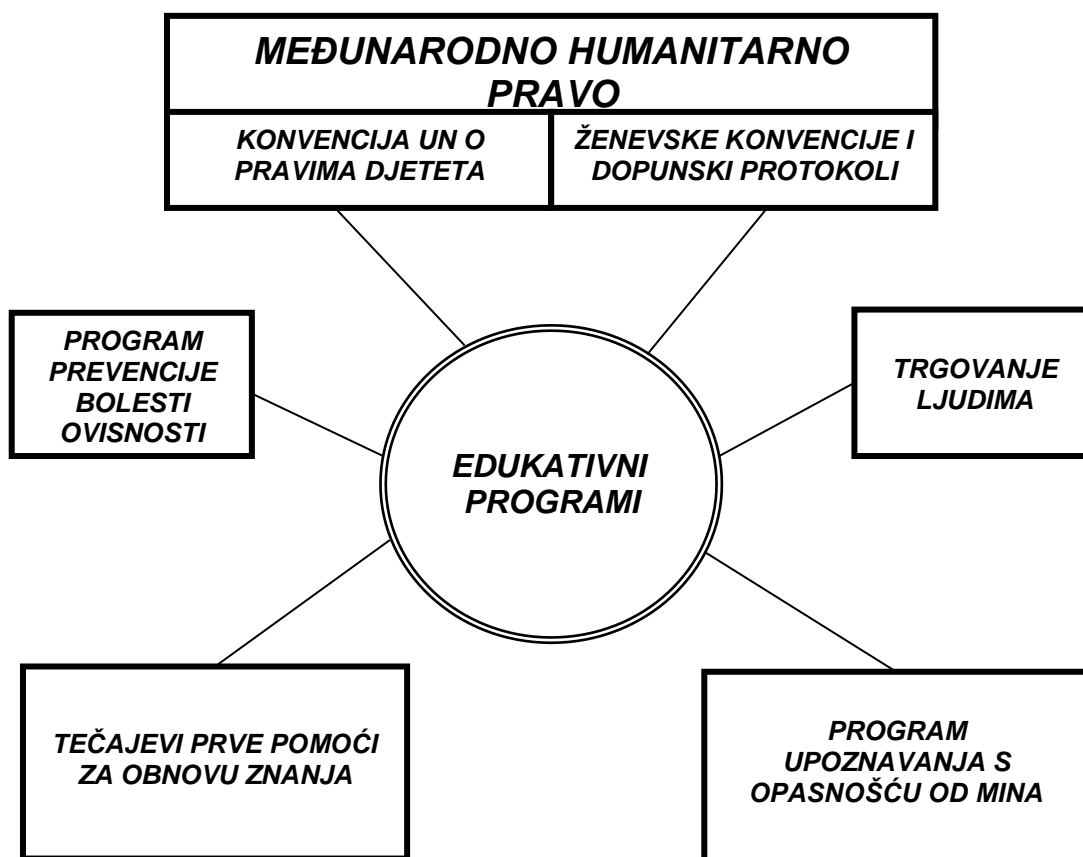 MEĐUNARODNO HUMANITARNO
PRAVO
KONVENCIJA UN O
PRAVIMA DJETETA
ŽENEVSKE KONVENCIJE I
DOPUNSKI PROTOKOLI
PROGRAM
PREVENCIJE
BOLESTI
OVISNOSTI
TRGOVANJE
LJUDIMA
EDUKATIVNI
PROGRAMI
TEČAJEVI PRVE POMOĆI
ZA OBNOVU ZNANJA
PROGRAM
UPOZNAVANJA S
OPASNOŠĆU OD MINA